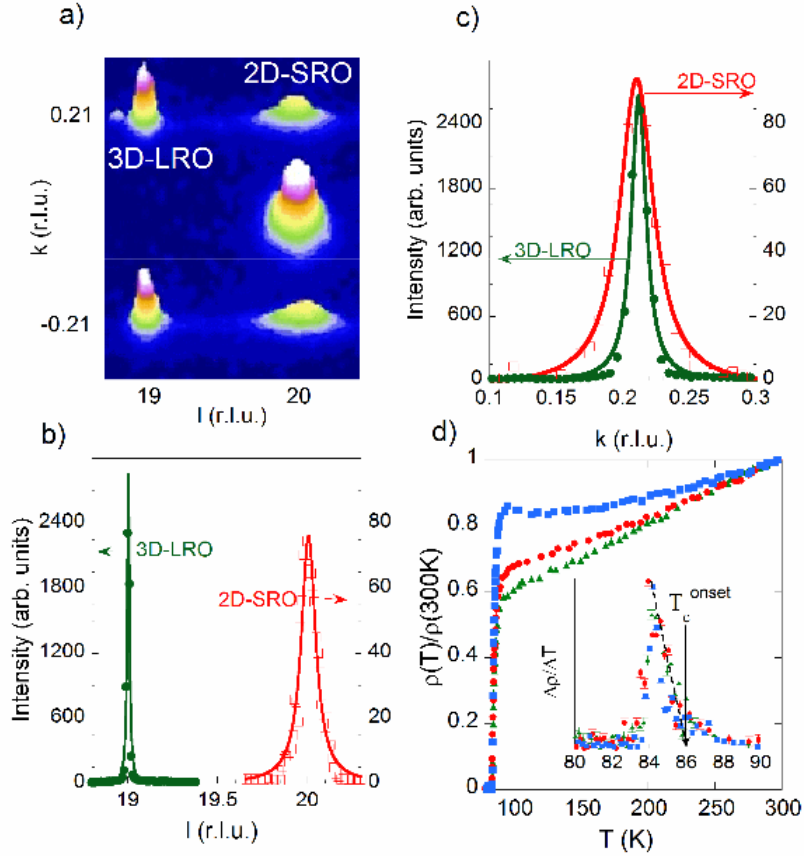 a)
2D-SRO
0.21
3D-LRO
k (r.l.u.)
-0.21
19
20
l (r.l.u.)
b)
2400
1800
1200
600
0
Intensity (arb. units)
3D-LRO
2D-SRO
80
60
40
20
0
19
19.5
20
l (r.l.u.)
c)
2400
1800
1200
600
0
Intensity (arb. units)
2D-SRO
3D-LRO
80
60
40
20
0
0.1
0.15
0.2
0.25
0.3
k (r.l.u.)
d)
1
0.8
0.6
0.4
0.2
0
ρ(T)/ρ(300K)
Δρ/ΔT
T_c^onset
80 82 84 86 88 90
100 150 200 250 300
T (K)